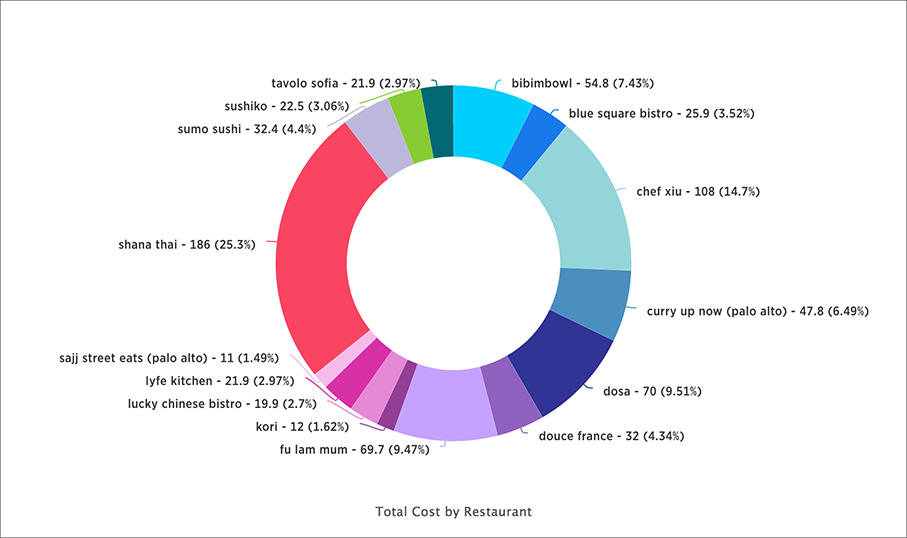 tavolo sofia - 21.9 (2.97%)
bibimbowl - 54.8 (7.43%)
sushiko - 22.5 (3.06%)
blue square bistro - 25.9 (3.52%)
sumo sushi - 32.4 (4.4%)
chef xiu - 108 (14.7%)
shana thai - 186 (25.3%)
curry up now (palo alto) - 47.8 (6.49%)
sajj street eats (palo alto) - 11 (1.49%)
lyfe kitchen - 21.9 (2.97%)
dosa - 70 (9.51%)
lucky chinese bistro - 19.9 (2.7%)
kori - 12 (1.62%)
douce france - 32 (4.34%)
fu lam mum - 69.7 (9.47%)
Total Cost by Restaurant